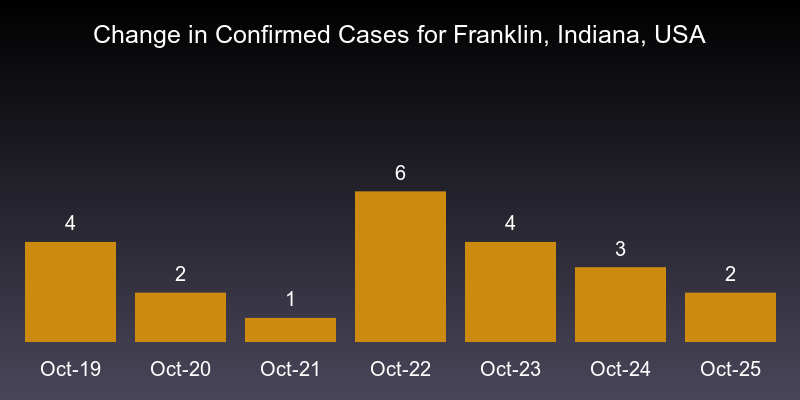 Change in Confirmed Cases for Franklin, Indiana, USA
4 2 1 6 4 3 2
Oct-19 Oct-20 Oct-21 Oct-22 Oct-23 Oct-24 Oct-25